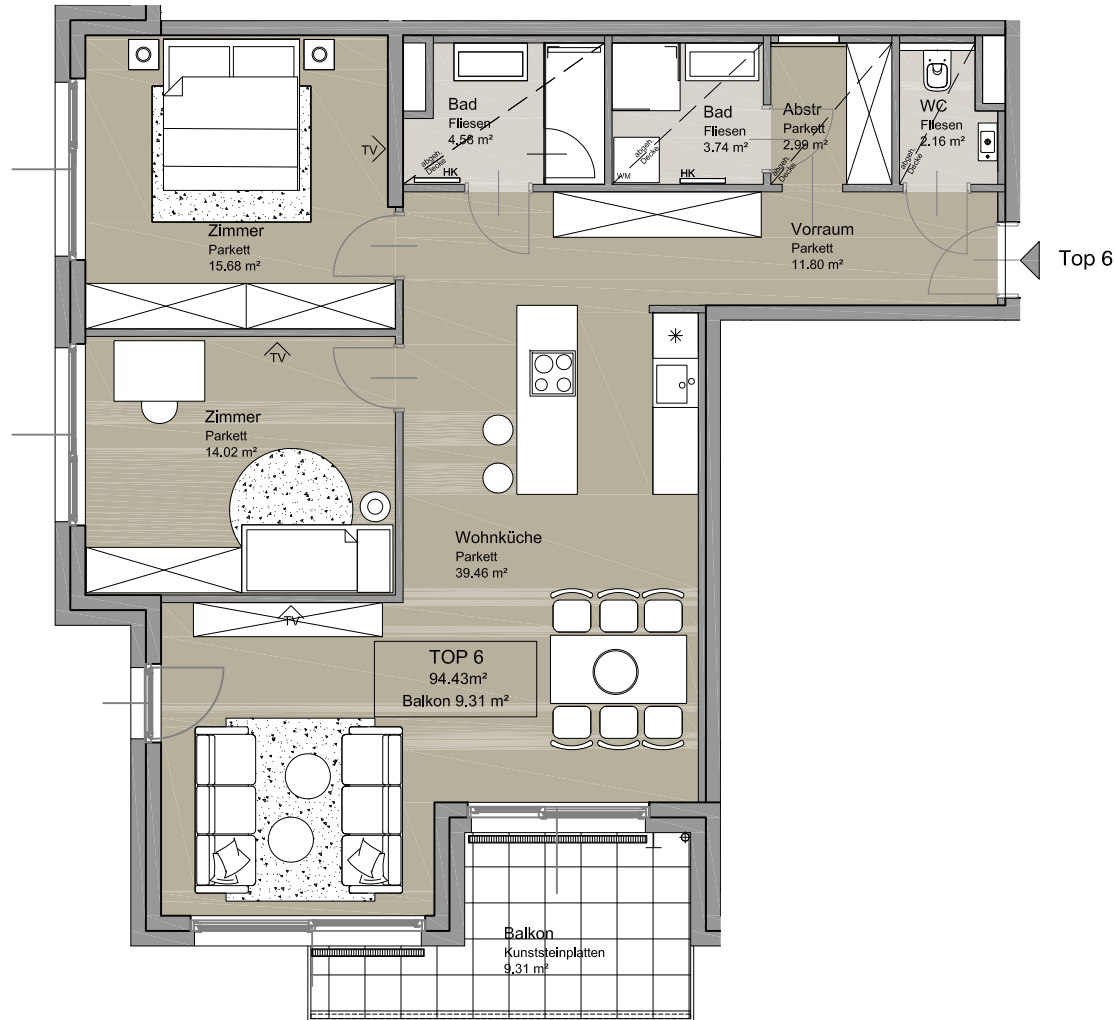 Bad
Fliesen
4.56 m²
abgeh.
Decke
HK
Bad
Fliesen
3.74 m²
abgeh.
Decke
WM
HK
Abstr
Parkett
2.99 m²
abgeh.
Decke
WC
Fliesen
2.16 m²
abgeh.
Decke
TV
Zimmer
Parkett
15.68 m²
Vorraum
Parkett
11.80 m²
Top 6
TV
Zimmer
Parkett
14.02 m²
Wohnküche
Parkett
39.46 m²
TV
TOP 6
94.43m²
Balkon 9.31 m²
Balkon
Kunststeinplatten
9.31 m²